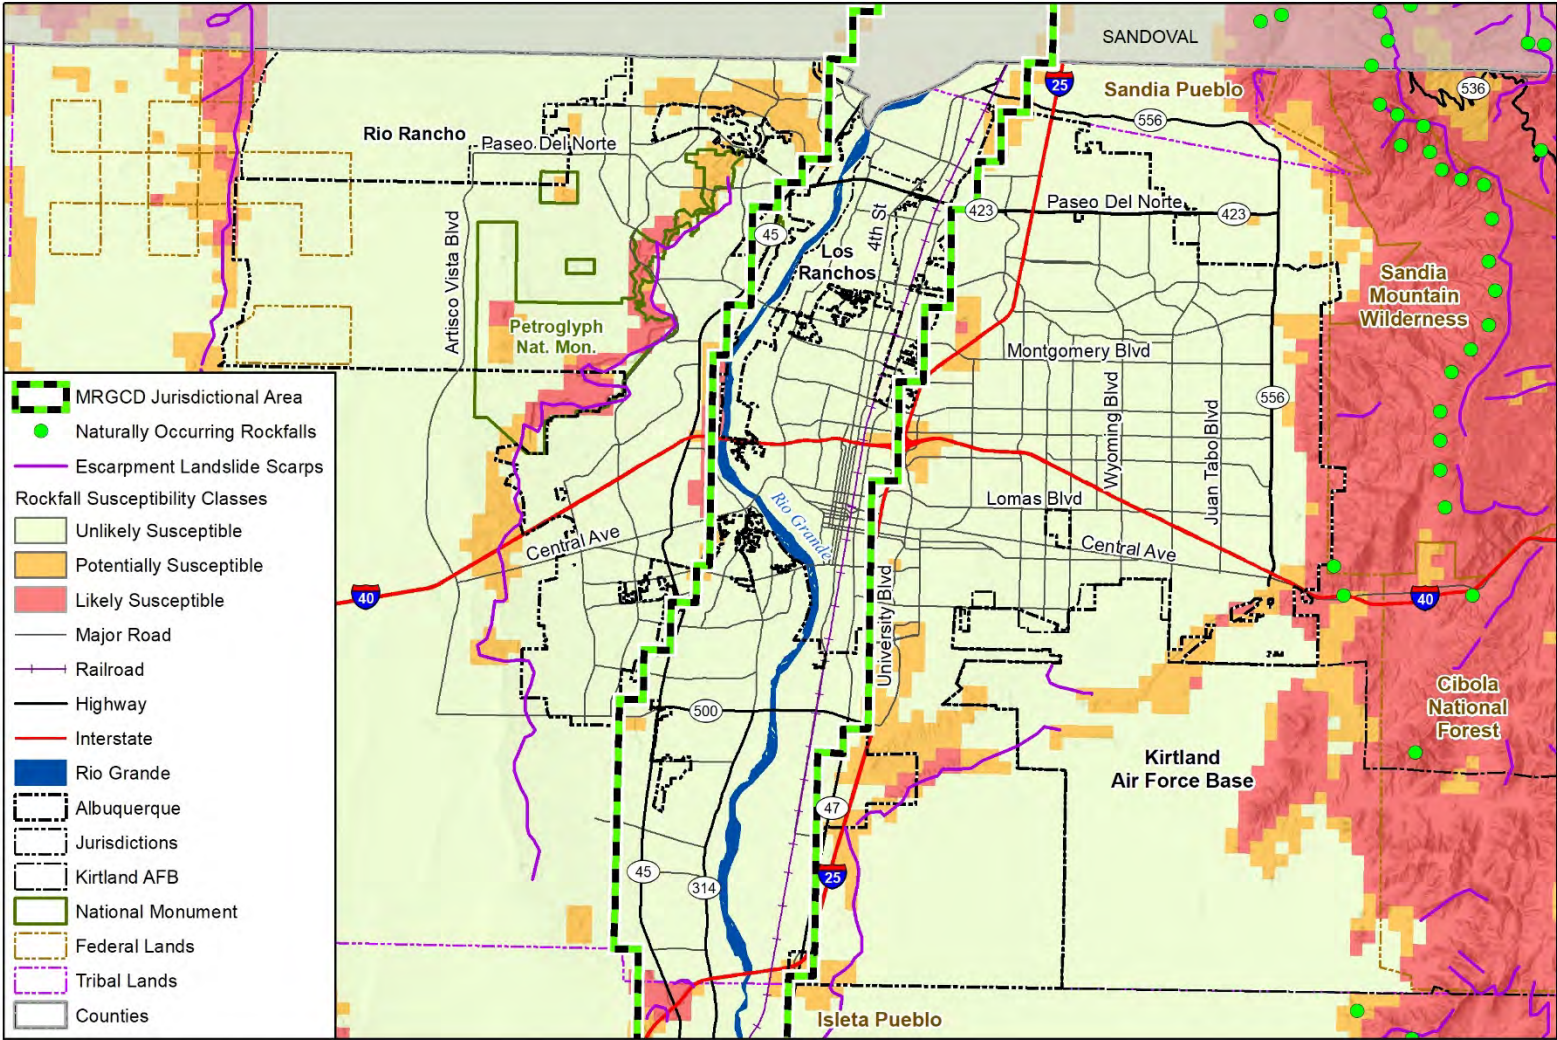 SANDOVAL
25
Sandia Pueblo
536
556
Rio Rancho
Paseo Del Norte
Paseo Del Norte
423
423
45
4th St
Los
Ranchos
Artisco Vista Blvd
Sandia
Mountain
Wilderness
Petroglyph
Nat. Mon.
Montgomery Blvd
556
Wyoming Blvd
Juan Tabo Blvd
Lomas Blvd
Rio Grande
Central Ave
Central Ave
40
40
University Blvd
Cibola
National
Forest
500
Kirtland
Air Force Base
47
45
314
25
Isleta Pueblo
MRGCD Jurisdictional Area
Naturally Occurring Rockfalls
Escarpment Landslide Scarps
Rockfall Susceptibility Classes
Unlikely Susceptible
Potentially Susceptible
Likely Susceptible
Major Road
Railroad
Highway
Interstate
Rio Grande
Albuquerque
Jurisdictions
Kirtland AFB
National Monument
Federal Lands
Tribal Lands
Counties